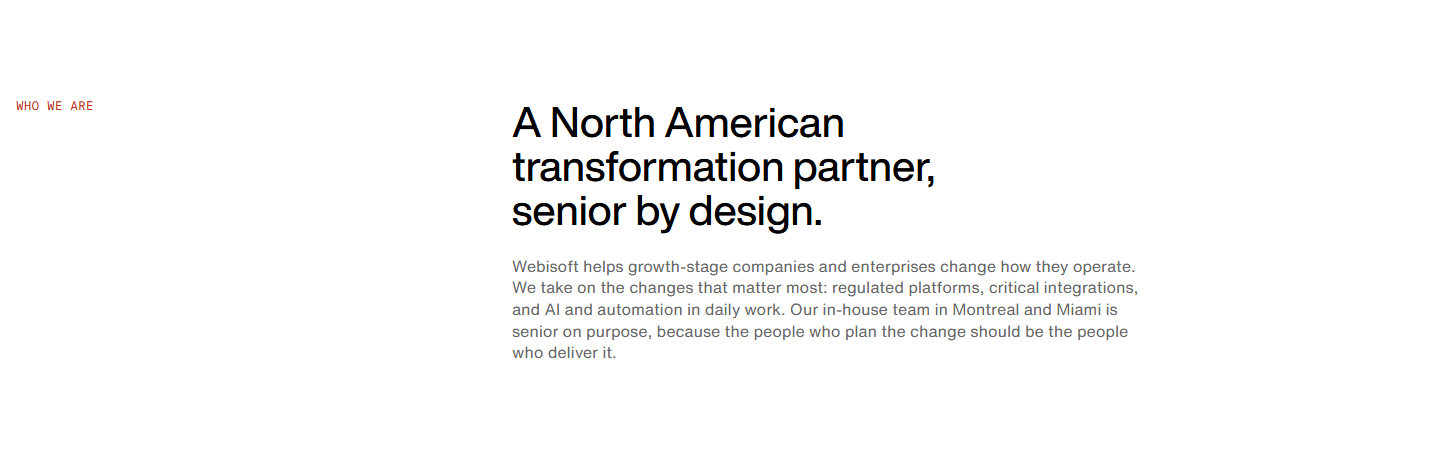 WHO WE ARE
A North American
transformation partner,
senior by design.
Webisoft helps growth-stage companies and enterprises change how they operate.
We take on the changes that matter most: regulated platforms, critical integrations,
and AI and automation in daily work. Our in-house team in Montreal and Miami is
senior on purpose, because the people who plan the change should be the people
who deliver it.